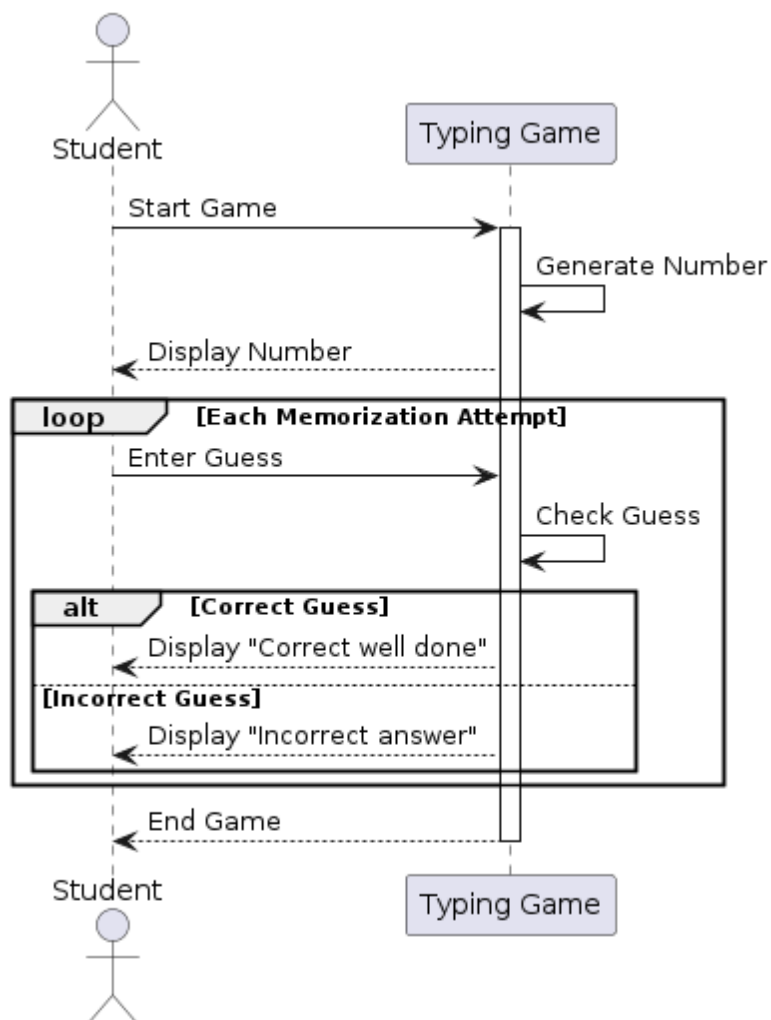 Student
Typing Game
Start Game
Generate Number
Display Number
loop [Each Memorization Attempt]
Enter Guess
Check Guess
alt [Correct Guess]
Display "Correct well done"
[Incorrect Guess]
Display "Incorrect answer"
End Game
Student
Typing Game